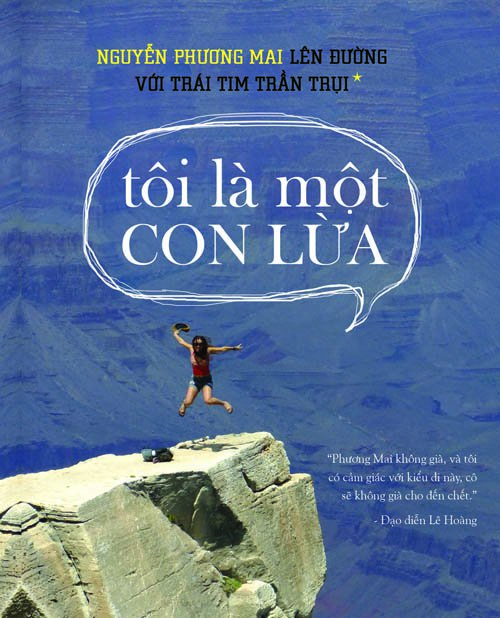 NGUYỄN PHƯƠNG MAI LÊN ĐƯỜNG
VỚI TRÁI TIM TRẦN TRỤI*
tôi là một
CON LỪA
“Phương Mai không già, và tôi
có cảm giác với kiểu đi này, cô
sẽ không già cho đến chết.”
- Đạo diễn Lê Hoàng